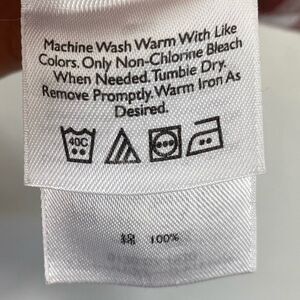 Machine Wash Warm With Like
Colors. Only Non-Chlorine Bleach
When Needed. Tumble Dry.
Remove Promptly. Warm Iron As
Desired.
40C
綿 100%